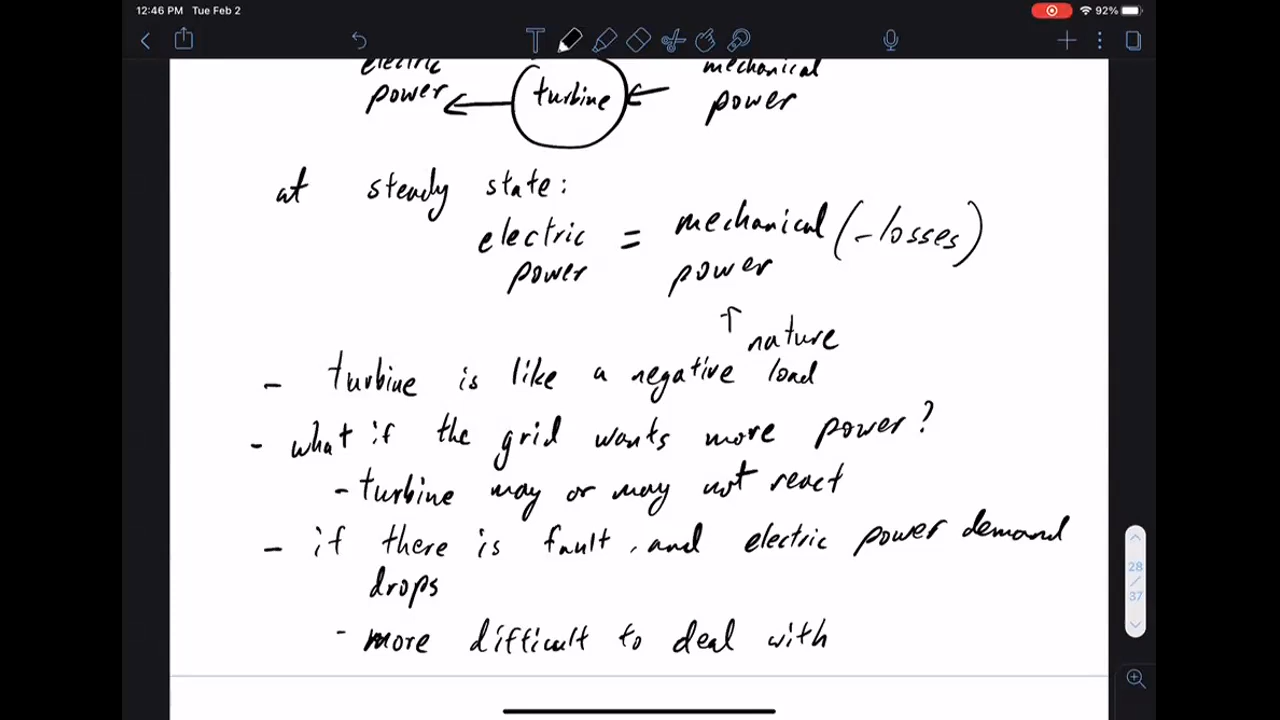 12:46 PM Tue Feb 2
92%
T
electric mechanical
power turbine power
at steady state:
electric = mechanical (-losses)
power power
↑ nature
- turbine is like a negative load
- what if the grid wants more power?
- turbine may or may not react
- if there is fault, and electric power demand
drops
- more difficult to deal with
28
/
37